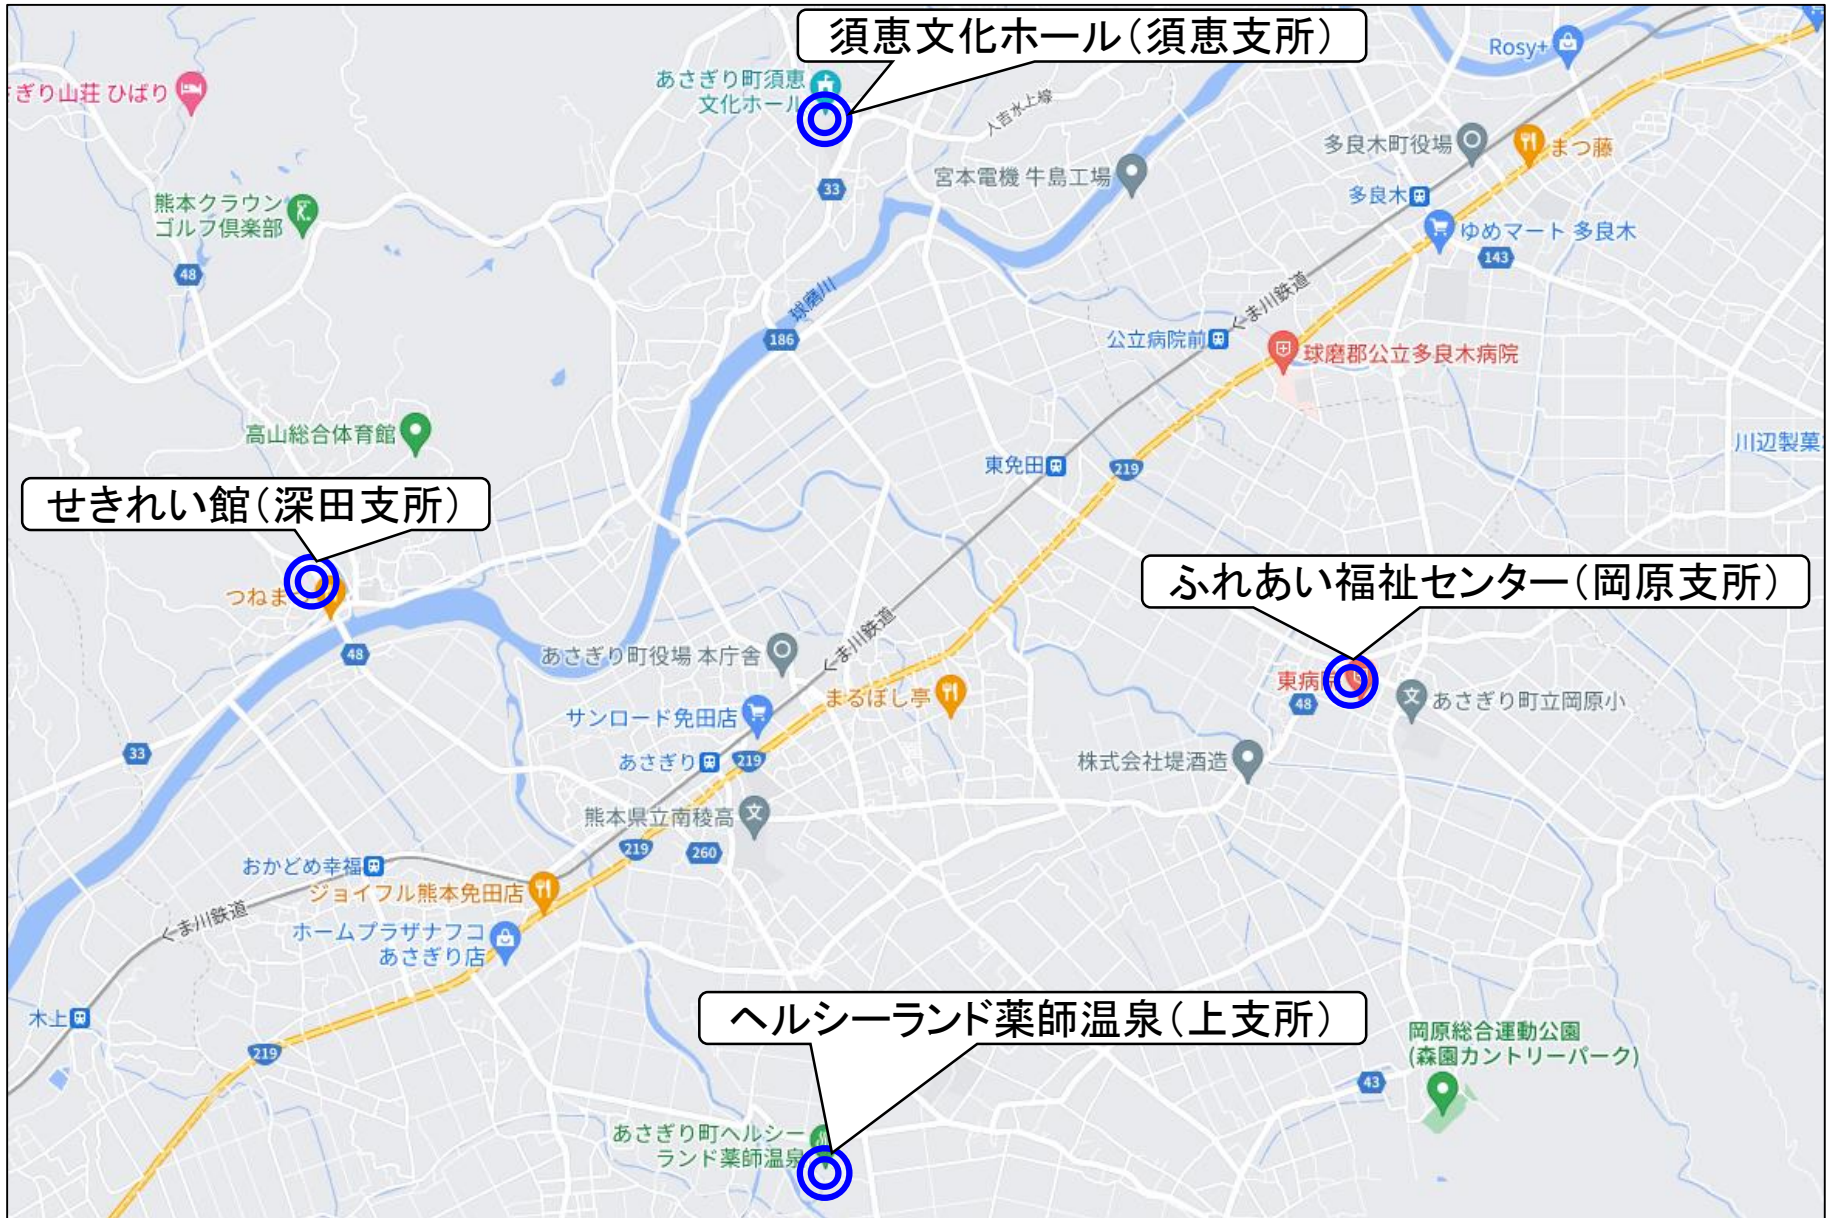 須恵文化ホール（須恵支所）
Rosy+
あさぎり町須恵
文化ホール
ぎり山荘 ひばり
人吉水上線
多良木町役場
まつ藤
宮本電機 牛島工場
33
多良木
熊本クラウン
ゴルフ倶楽部
ゆめマート 多良木
143
48
球磨川
くま川鉄道
186
公立病院前
球磨郡公立多良木病院
高山総合体育館
川辺製菓
東免田
219
せきれい館（深田支所）
ふれあい福祉センター（岡原支所）
つねま
くま川鉄道
48
あさぎり町役場 本庁舎
東病院
まるぼし亭
48
あさぎり町立岡原小
サンロード免田店
33
あさぎり
219
株式会社堤酒造
熊本県立南稜高
219
260
おかどめ幸福
ジョイフル熊本免田店
くま川鉄道
ホームプラザナフコ
あさぎり店
木上
ヘルシーランド薬師温泉（上支所）
219
岡原総合運動公園
(森園カントリーパーク)
43
あさぎり町ヘルシー
ランド薬師温泉